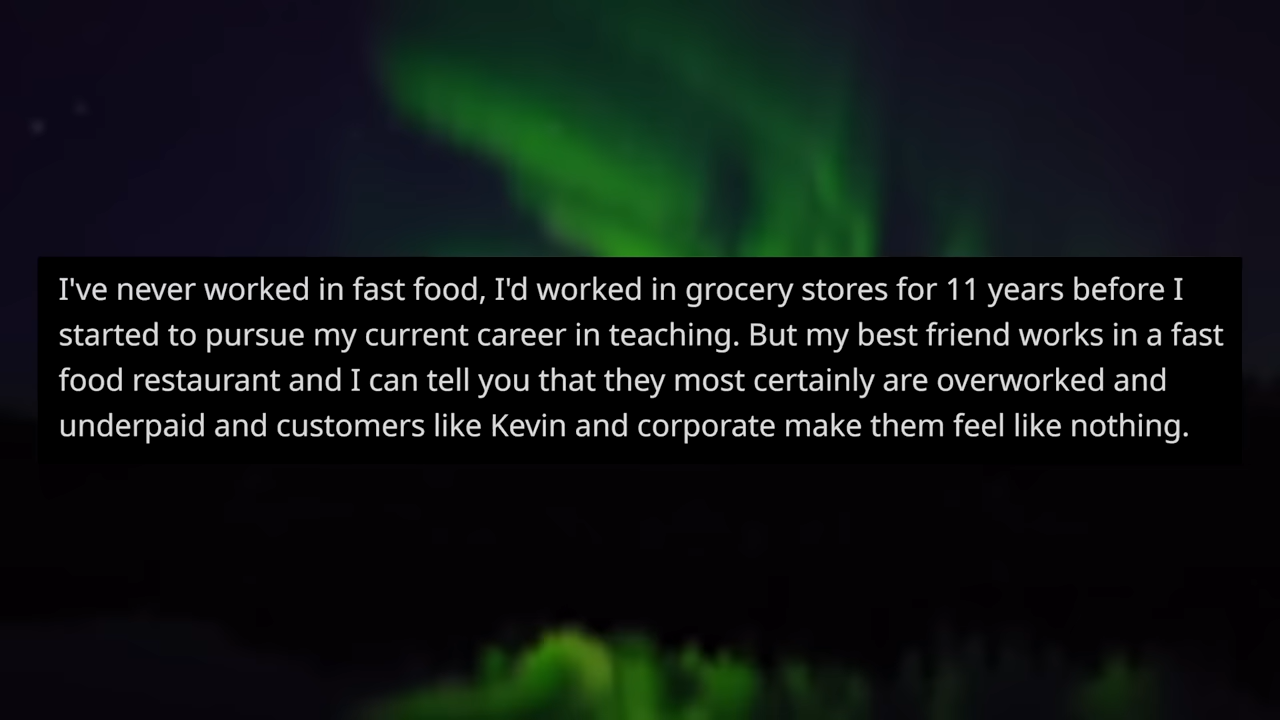 I've never worked in fast food, I'd worked in grocery stores for 11 years before I
started to pursue my current career in teaching. But my best friend works in a fast
food restaurant and I can tell you that they most certainly are overworked and
underpaid and customers like Kevin and corporate make them feel like nothing.